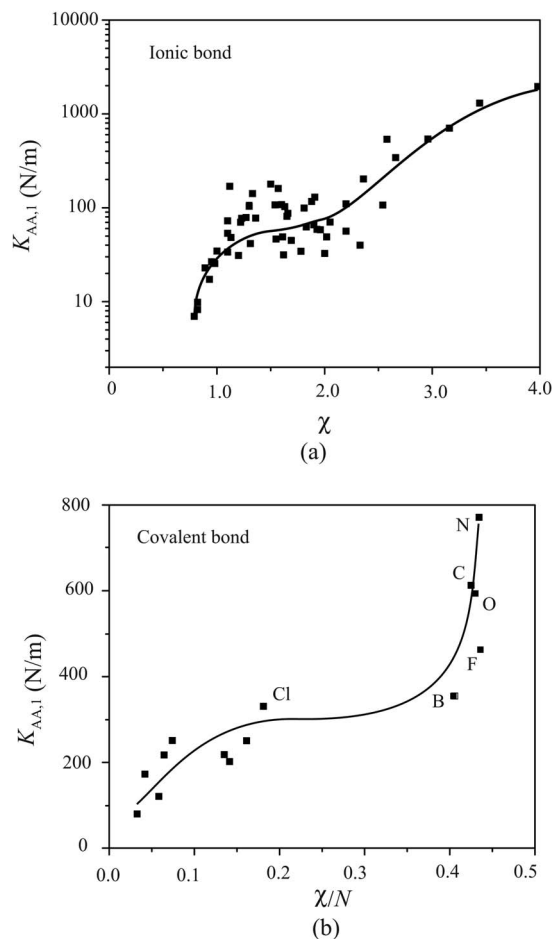 10000
Ionic bond
1000
K_AA,1 (N/m)
100
10
0
1.0
2.0
3.0
4.0
χ
(a)
800
Covalent bond
N
C
600
O
K_AA,1 (N/m)
F
400
B
Cl
200
0
0.0
0.1
0.2
0.3
0.4
0.5
χ/N
(b)